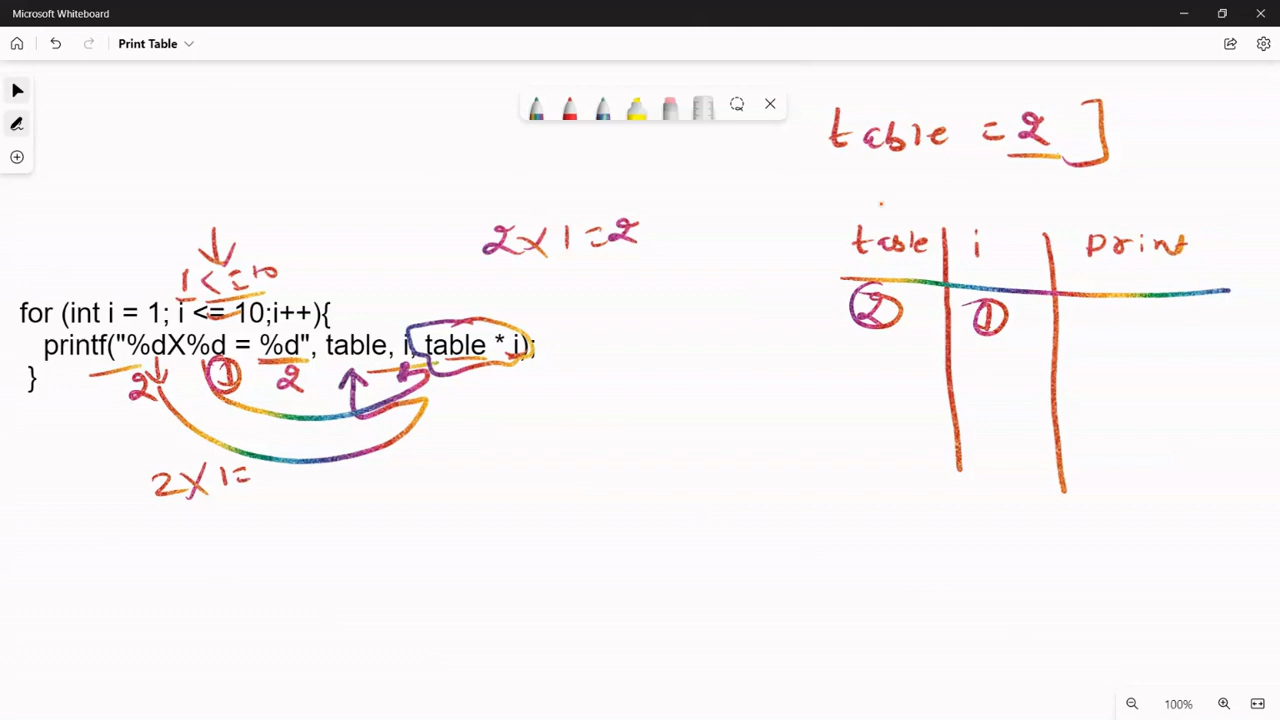 Microsoft Whiteboard
Print Table
table = 2 ]
2 X 1 = 2
table | i | print
2 | 1
1 <= 10
for (int i = 1; i <= 10;i++){
printf("%dX%d = %d", table, i, table * i);
}
2 1 2
2 X 1 =
100%